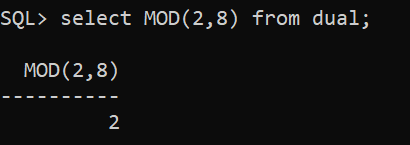 SQL> select MOD(2,8) from dual;
MOD(2,8)
----------
2